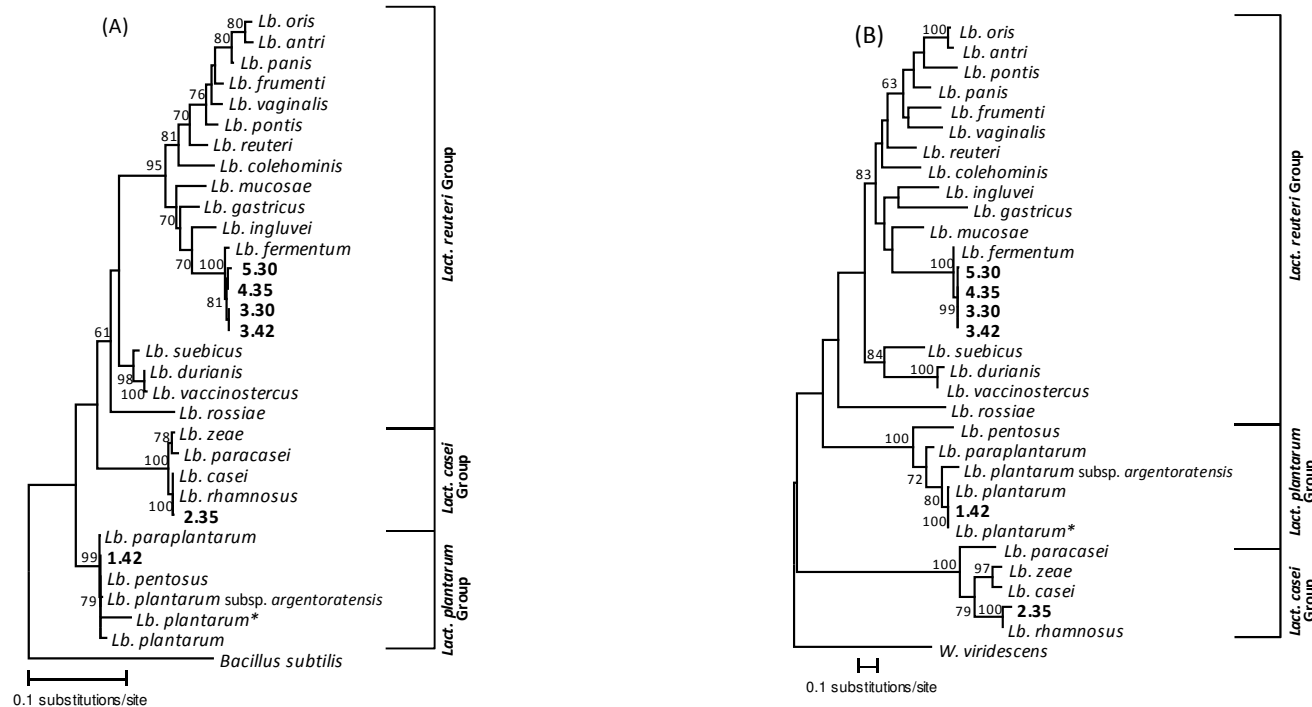 (A)
80
Lb. oris
80
Lb. antri
Lb. panis
Lb. frumenti
76
Lb. vaginalis
70
Lb. pontis
81
Lb. reuteri
95
Lb. colehominis
Lb. mucosae
70
Lb. gastricus
Lb. ingluvei
Lb. fermentum
70
100
5.30
4.35
81
3.30
3.42
61
Lb. suebicus
98
Lb. durianis
100
Lb. vaccinostercus
Lb. rossiae
78
Lb. zeae
100
Lb. paracasei
Lb. casei
Lb. rhamnosus
100
2.35
Lb. paraplantarum
99
1.42
Lb. pentosus
79
Lb. plantarum subsp. argentoratensis
Lb. plantarum*
Lb. plantarum
Bacillus subtilis
0.1 substitutions/site
Lact. reuteri Group
Lact. casei
Group
Lact. plantarum
Group
(B)
100
Lb. oris
Lb. antri
Lb. pontis
63
Lb. panis
Lb. frumenti
Lb. vaginalis
Lb. reuteri
83
Lb. colehominis
Lb. ingluvei
Lb. gastricus
Lb. mucosae
Lb. fermentum
100
5.30
4.35
99
3.30
3.42
84
Lb. suebicus
100
Lb. durianis
Lb. vaccinostercus
Lb. rossiae
100
Lb. pentosus
Lb. paraplantarum
72
Lb. plantarum subsp. argentoratensis
80
Lb. plantarum
1.42
100
Lb. plantarum*
100
Lb. paracasei
97
Lb. zeae
Lb. casei
79
100
2.35
Lb. rhamnosus
W. viridescens
0.1 substitutions/site
Lact. reuteri Group
Lact. plantarum
Group
Lact. casei
Group